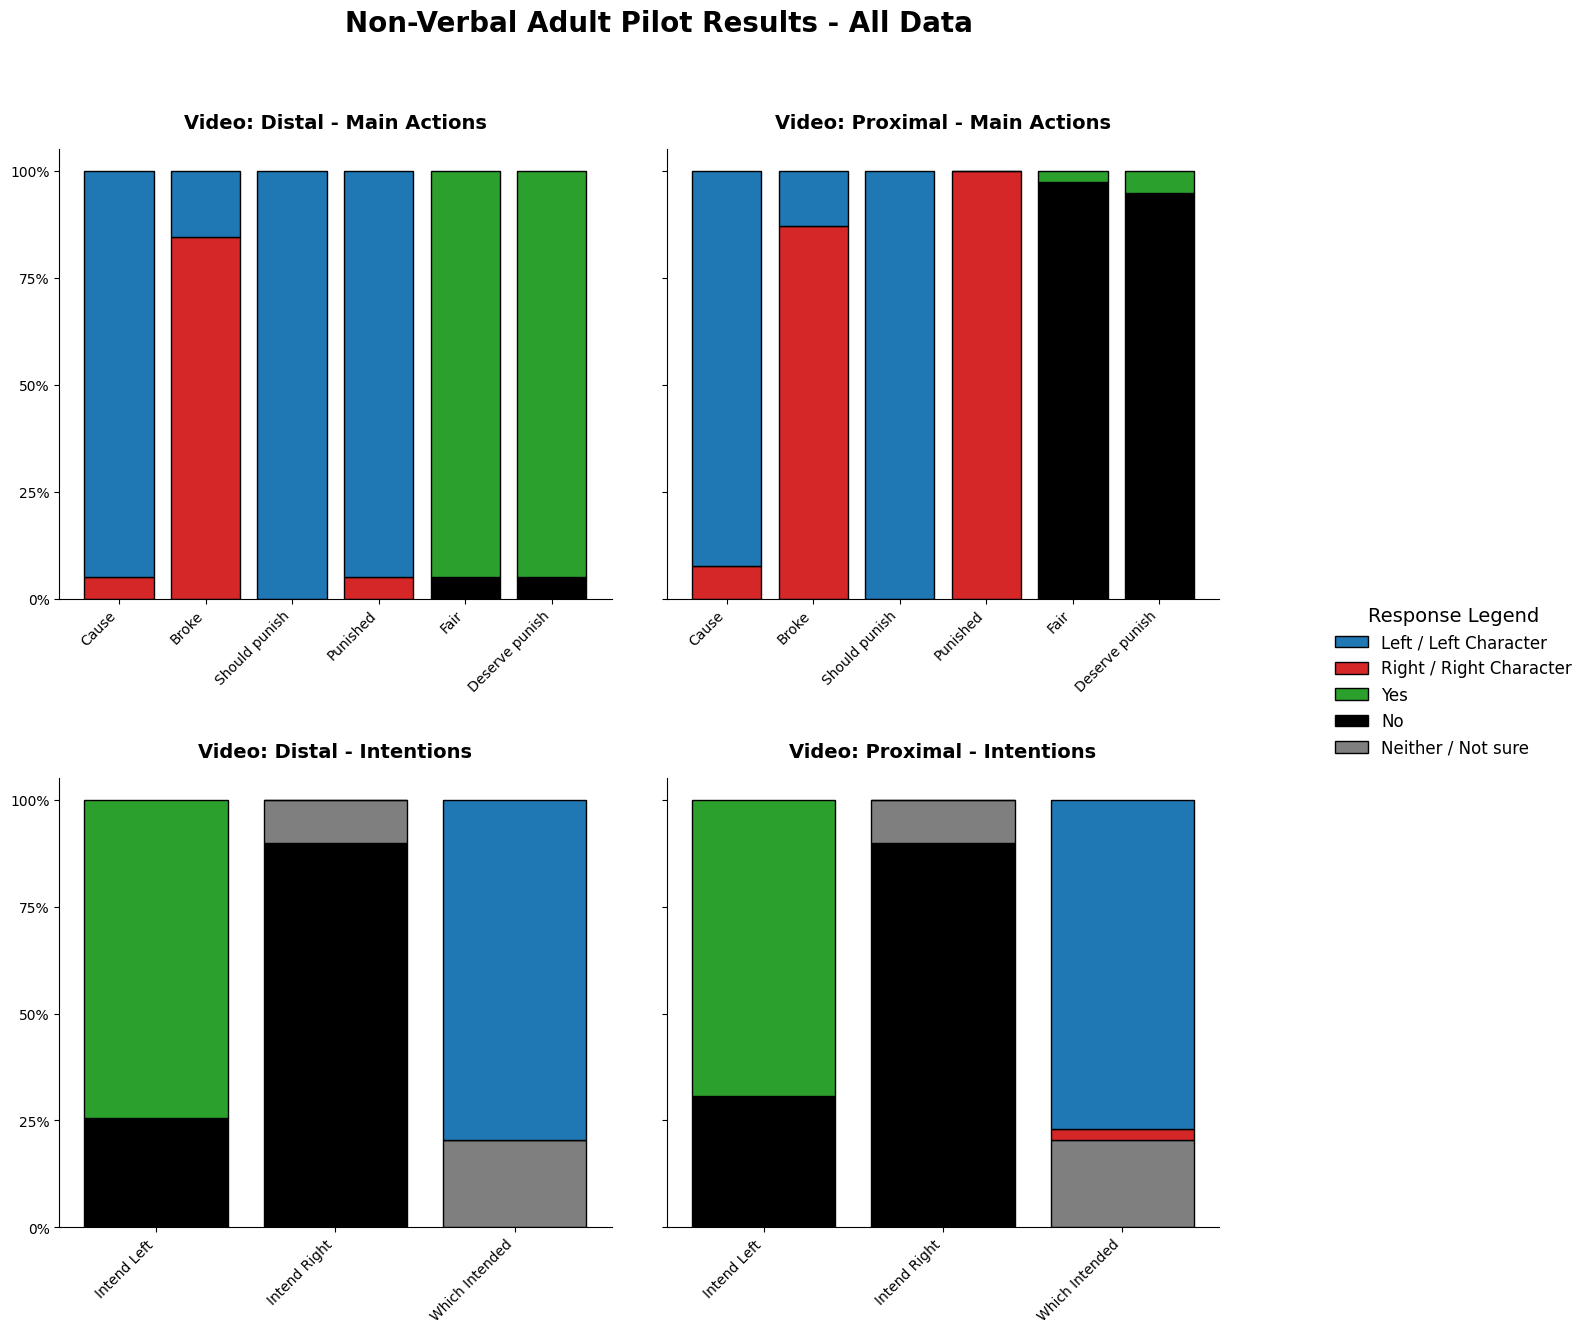 Non-Verbal Adult Pilot Results - All Data
Video: Distal - Main Actions
100%
75%
50%
25%
0%
Cause
Broke
Should punish
Punished
Fair
Deserve punish
Video: Proximal - Main Actions
Cause
Broke
Should punish
Punished
Fair
Deserve punish
Response Legend
Left / Left Character
Right / Right Character
Yes
No
Neither / Not sure
Video: Distal - Intentions
100%
75%
50%
25%
0%
Intend Left
Intend Right
Which Intended
Video: Proximal - Intentions
Intend Left
Intend Right
Which Intended